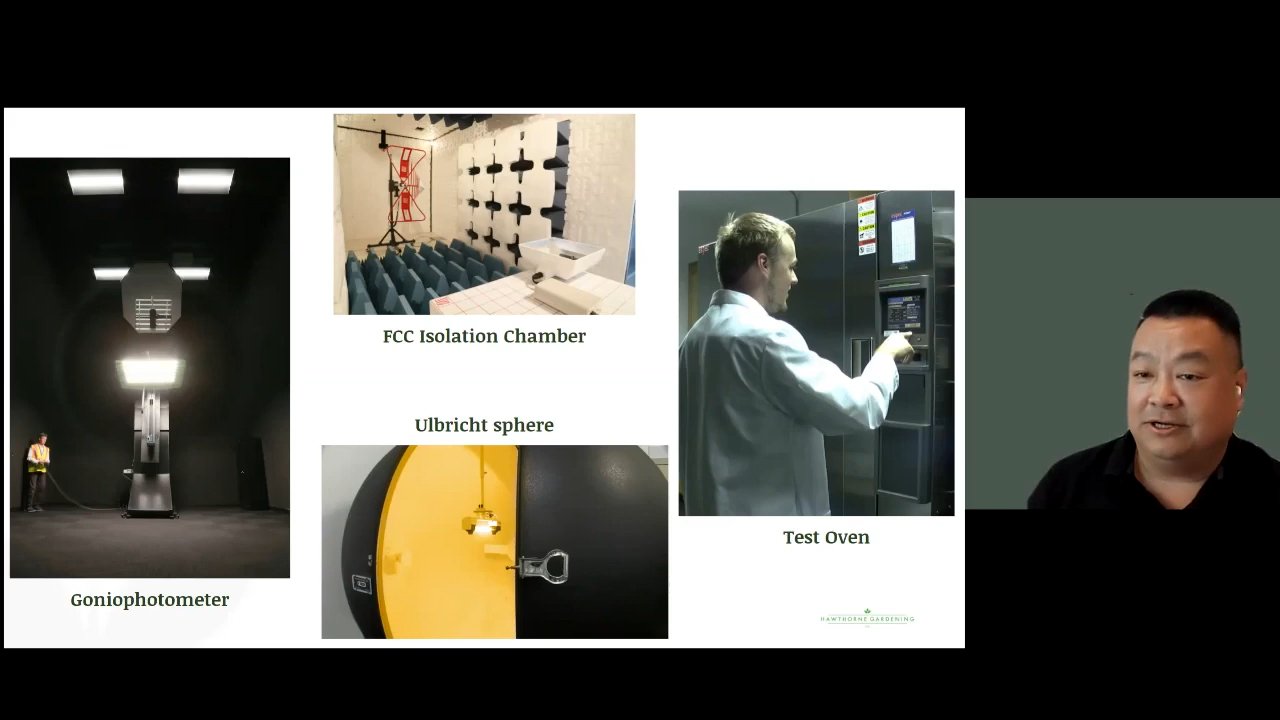 FCC Isolation Chamber
Ulbricht sphere
Test Oven
Goniophotometer
HAWTHORNE GARDENING